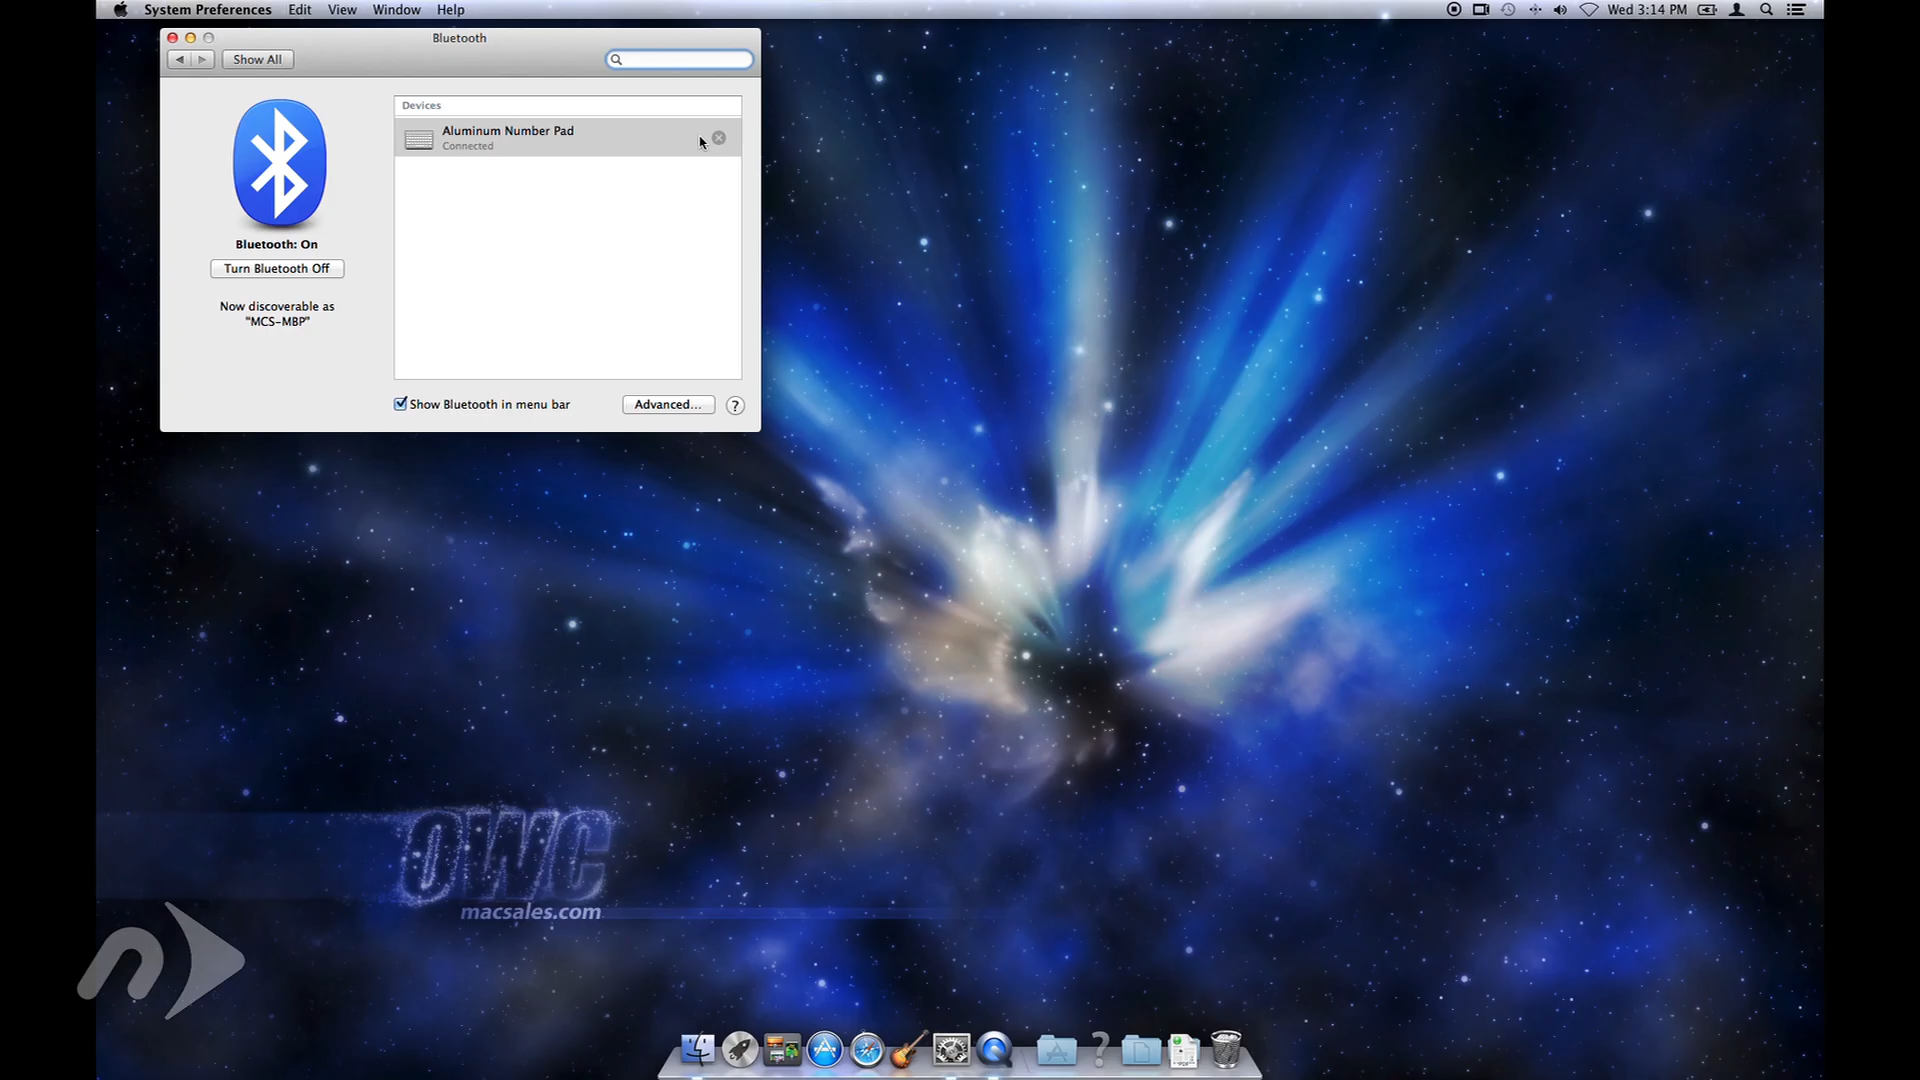 System Preferences Edit View Window Help
Wed 3:14 PM
Bluetooth
Show All
Devices
Aluminum Number Pad
Connected
Bluetooth: On
Turn Bluetooth Off
Now discoverable as
"MCS-MBP"
Show Bluetooth in menu bar
Advanced...
?
OWC
macsales.com
n
?